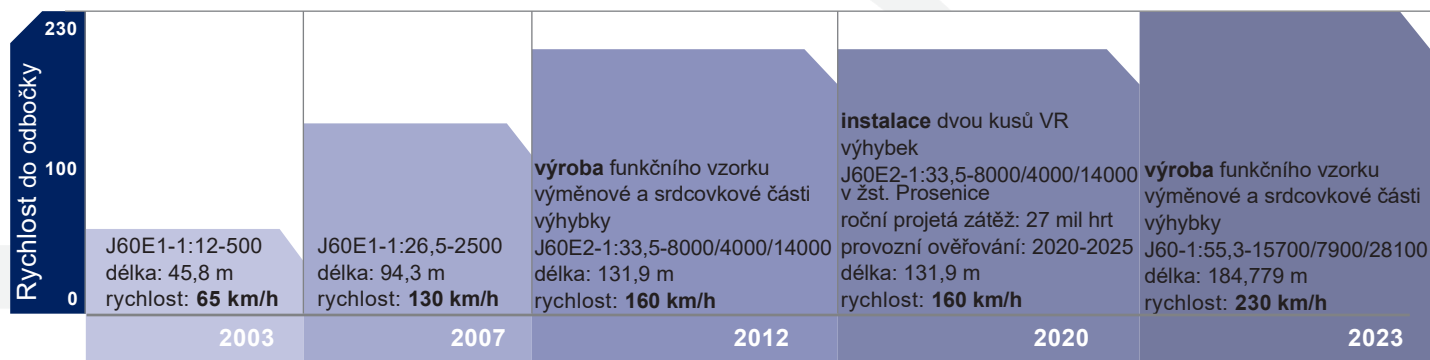 Rychlost do odbočky
230
100
0
J60E1-1:12-500
délka: 45,8 m
rychlost: 65 km/h
2003
J60E1-1:26,5-2500
délka: 94,3 m
rychlost: 130 km/h
2007
výroba funkčního vzorku
výměnové a srdcovkové části
výhybky
J60E2-1:33,5-8000/4000/14000
délka: 131,9 m
rychlost: 160 km/h
2012
instalace dvou kusů VR
výhybek
J60E2-1:33,5-8000/4000/14000
v žst. Prosenice
roční projetá zátěž: 27 mil hrt
provozní ověřování: 2020-2025
délka: 131,9 m
rychlost: 160 km/h
2020
výroba funkčního vzorku
výměnové a srdcovkové části
výhybky
J60-1:55,3-15700/7900/28100
délka: 184,779 m
rychlost: 230 km/h
2023